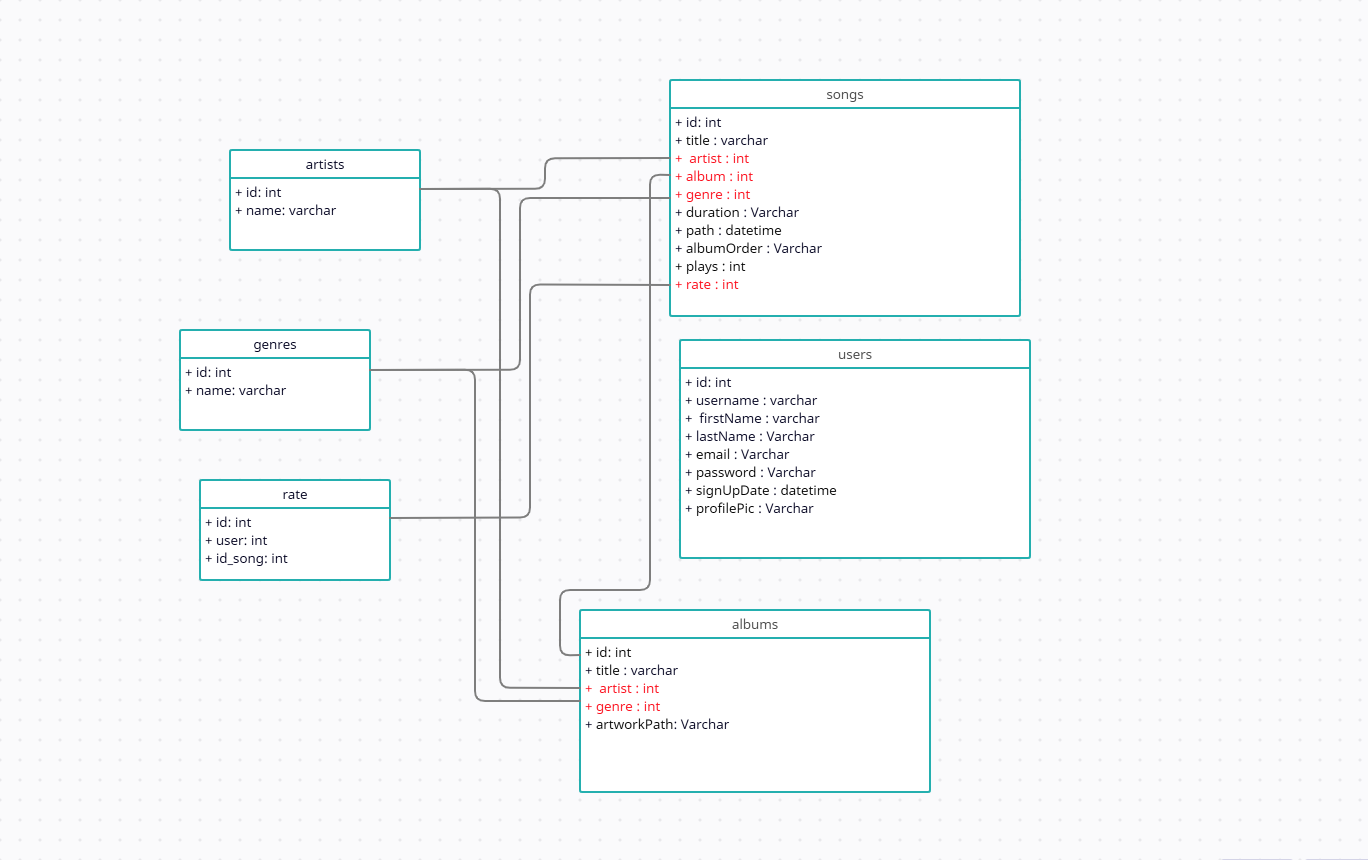 songs
+ id: int
+ title : varchar
+ artist : int
+ album : int
+ genre : int
+ duration : Varchar
+ path : datetime
+ albumOrder : Varchar
+ plays : int
+ rate : int
artists
+ id: int
+ name: varchar
genres
+ id: int
+ name: varchar
users
+ id: int
+ username : varchar
+ firstName : varchar
+ lastName : Varchar
+ email : Varchar
+ password : Varchar
+ signUpDate : datetime
+ profilePic : Varchar
rate
+ id: int
+ user: int
+ id_song: int
albums
+ id: int
+ title : varchar
+ artist : int
+ genre : int
+ artworkPath: Varchar